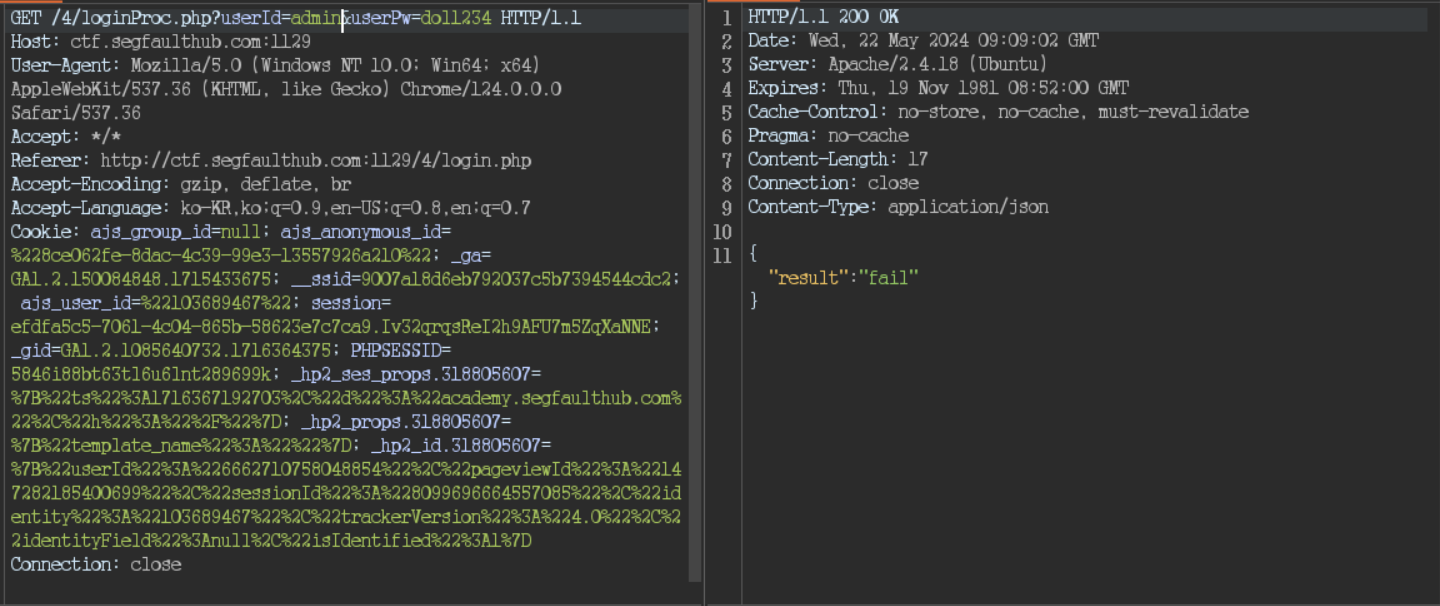 GET /4/loginProc.php?userId=admin&userPw=doll234 HTTP/1.1
Host: ctf.segfaulthub.com:1129
User-Agent: Mozilla/5.0 (Windows NT 10.0; Win64; x64)
AppleWebKit/537.36 (KHTML, like Gecko) Chrome/124.0.0.0
Safari/537.36
Accept: */*
Referer: http://ctf.segfaulthub.com:1129/4/login.php
Accept-Encoding: gzip, deflate, br
Accept-Language: ko-KR,ko;q=0.9,en-US;q=0.8,en;q=0.7
Cookie: ajs_group_id=null; ajs_anonymous_id=
%228ce062fe-8dac-4c39-99e3-13557926a210%22; _ga=
GA1.2.150084848.1715433675; __ssid=9007a18d6eb792037c5b7394544cdc2;
ajs_user_id=%22103689467%22; session=
efdfa5c5-7061-4c04-865b-58623e7c7ca9.Iv32qrqsReI2h9AFU7m5ZqXaNNE;
_gid=GA1.2.1085640732.1716364375; PHPSESSID=
5846i88bt63t16u61nt289699k; _hp2_ses_props.318805607=
%7B%22ts%22%3A1716367192703%2C%22d%22%3A%22academy.segfaulthub.com%
22%2C%22h%22%3A%22%2F%22%7D; _hp2_props.318805607=
%7B%22template_name%22%3A%22%22%7D; _hp2_id.318805607=
%7B%22userId%22%3A%226662710758048854%22%2C%22pageviewId%22%3A%2214
7282185400699%22%2C%22sessionId%22%3A%228099696664557085%22%2C%22id
entity%22%3A%22103689467%22%2C%22trackerVersion%22%3A%224.0%22%2C%2
2identityField%22%3Anull%2C%22isIdentified%22%3A1%7D
Connection: close
1 HTTP/1.1 200 OK
2 Date: Wed, 22 May 2024 09:09:02 GMT
3 Server: Apache/2.4.18 (Ubuntu)
4 Expires: Thu, 19 Nov 1981 08:52:00 GMT
5 Cache-Control: no-store, no-cache, must-revalidate
6 Pragma: no-cache
7 Content-Length: 17
8 Connection: close
9 Content-Type: application/json
10
11 {
"result":"fail"
}